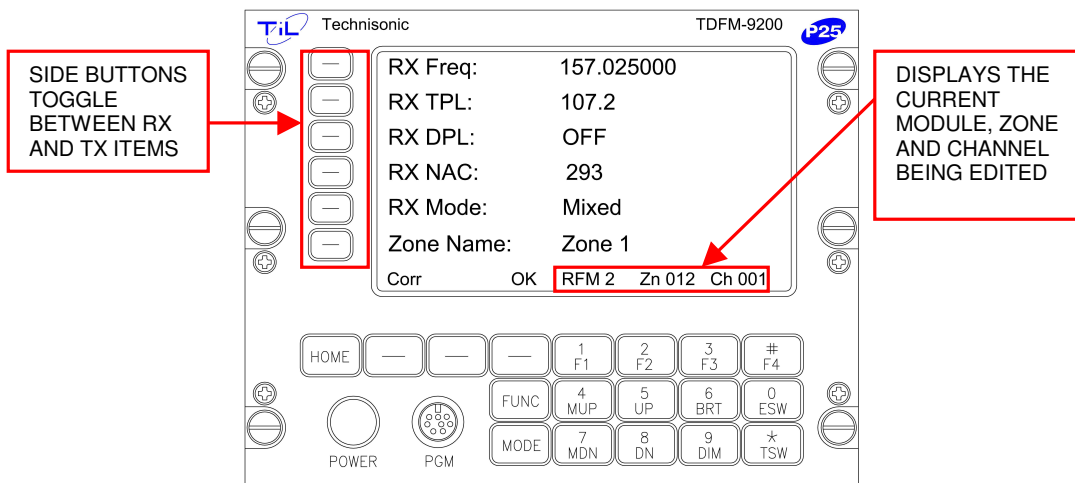 TiL Technisonic TDFM-9200 P25
SIDE BUTTONS
TOGGLE
BETWEEN RX
AND TX ITEMS
RX Freq: 157.025000
RX TPL: 107.2
RX DPL: OFF
RX NAC: 293
RX Mode: Mixed
Zone Name: Zone 1
Corr OK RFM 2 Zn 012 Ch 001
DISPLAYS THE
CURRENT
MODULE, ZONE
AND CHANNEL
BEING EDITED
HOME 1 2 3 #
F1 F2 F3 F4
FUNC 4 5 6 0
MUP UP BRT ESW
MODE 7 8 9 *
MDN DN DIM TSW
POWER PGM